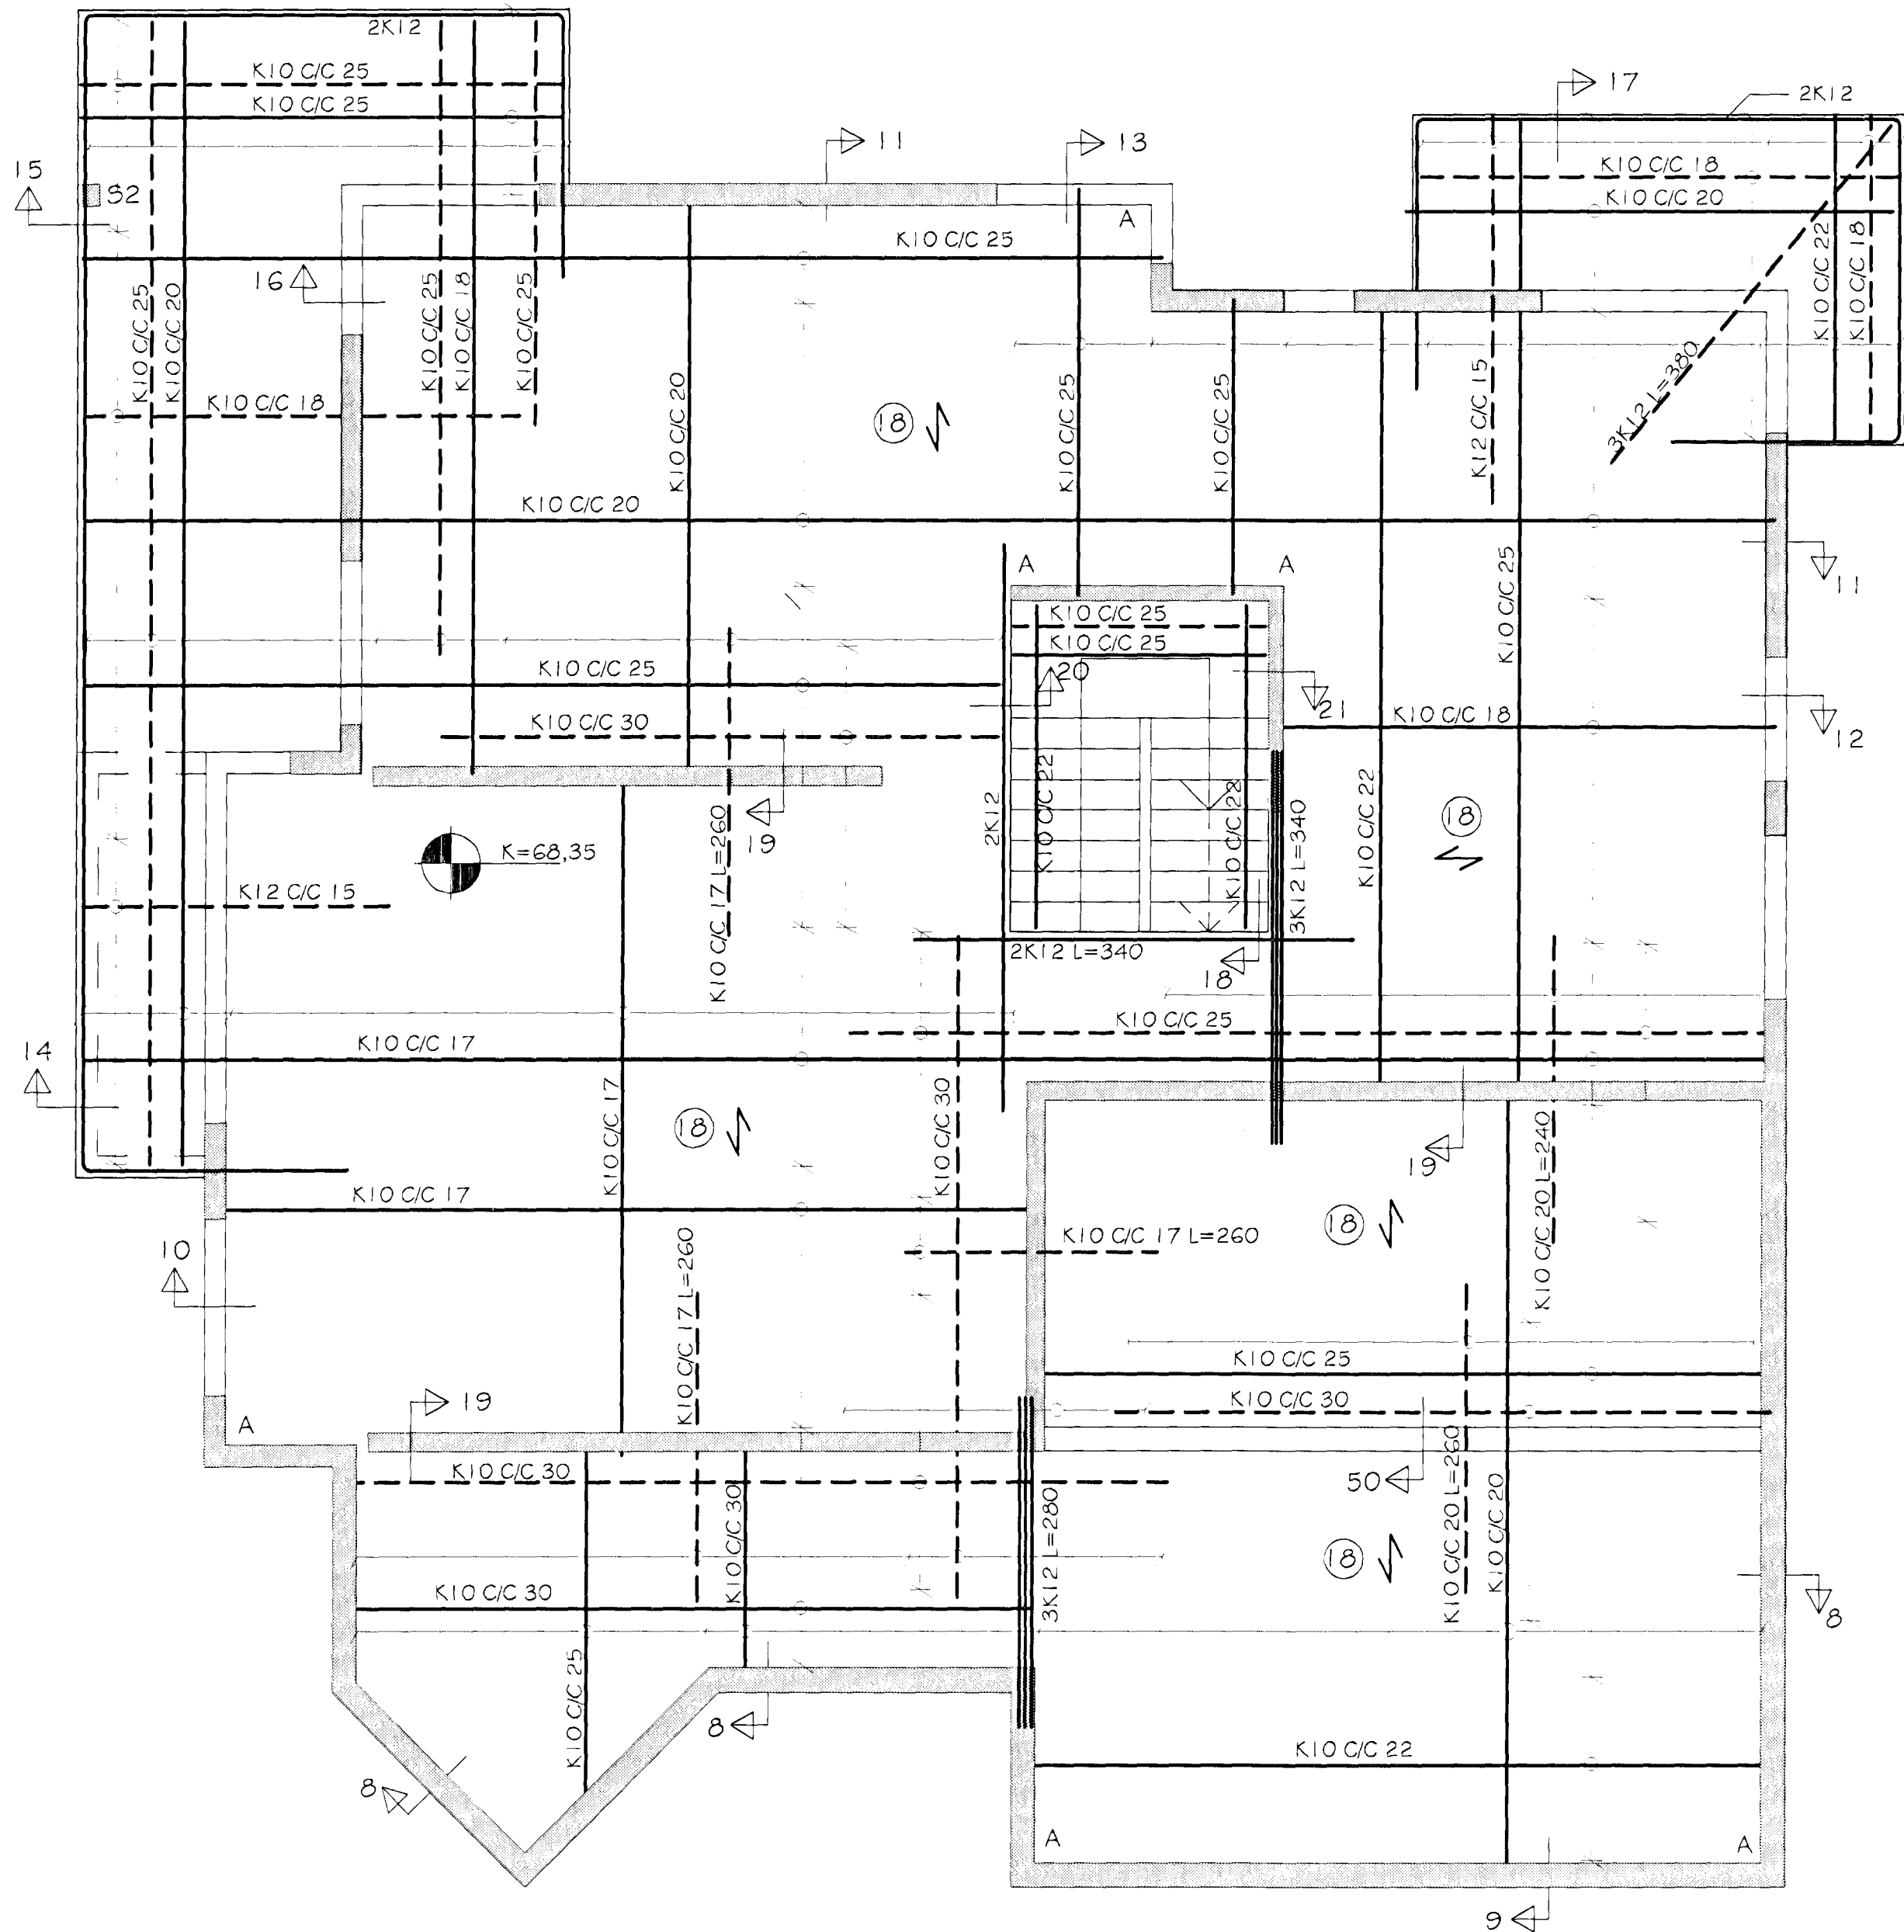 2K12
K10 C/C 25
K10 C/C 25
17
2K12
11
13
15
S2
K10 C/C 18
K10 C/C 20
A
K10 C/C 25
16
K10 C/C 25
K10 C/C 20
K10 C/C 25
K10 C/C 18
K10 C/C 25
K10 C/C 22
K10 C/C 18
K10 C/C 18
K10 C/C 20
18
K10 C/C 25
K10 C/C 25
K12 C/C 15
3K12 L=380
K10 C/C 20
11
A
A
K10 C/C 25
K10 C/C 25
K10 C/C 25
K10 C/C 25
20
21
K10 C/C 18
12
K10 C/C 30
19
K10 C/C 17 L=260
2K12
K10 C/C 22
K10 C/C 22
3K12 L=340
K10 C/C 22
18
K=68,35
K12 C/C 15
2K12 L=340
18
K10 C/C 25
14
K10 C/C 17
K10 C/C 17
K10 C/C 30
18
19
K10 C/C 20 L=240
K10 C/C 17
18
K10 C/C 17 L=260
10
K10 C/C 17 L=260
K10 C/C 25
K10 C/C 30
19
A
K10 C/C 30
K10 C/C 30
3K12 L=280
50
K10 C/C 20 L=260
K10 C/C 20
18
8
K10 C/C 30
K10 C/C 25
8
K10 C/C 22
8
A
A
9